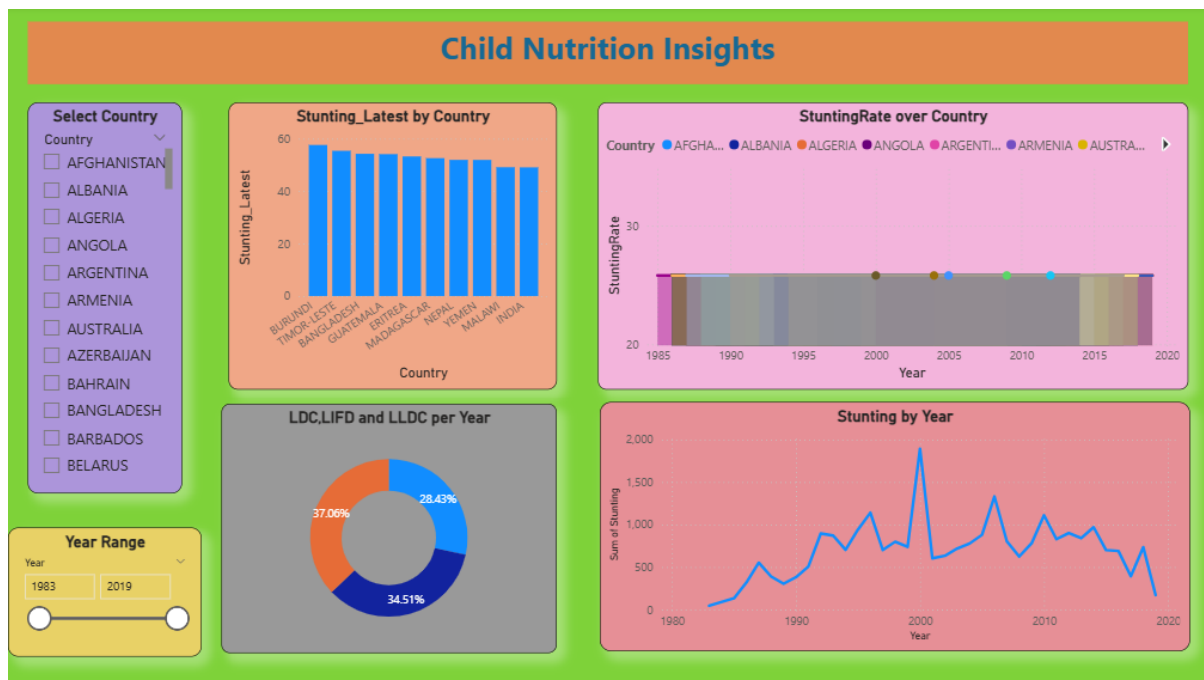 Child Nutrition Insights
Select Country
Country
AFGHANISTAN
ALBANIA
ALGERIA
ANGOLA
ARGENTINA
ARMENIA
AUSTRALIA
AZERBAIJAN
BAHRAIN
BANGLADESH
BARBADOS
BELARUS
Year Range
Year
1983 2019
Stunting_Latest by Country
Stunting_Latest
60
40
20
0
BURUNDI
TIMOR-LESTE
BANGLADESH
GUATEMALA
ERITREA
MADAGASCAR
NEPAL
YEMEN
MALAWI
INDIA
Country
StuntingRate over Country
Country AFGHA... ALBANIA ALGERIA ANGOLA ARGENTI... ARMENIA AUSTRA...
StuntingRate
30
20
1985 1990 1995 2000 2005 2010 2015 2020
Year
LDC,LIFD and LLDC per Year
28.43%
37.06%
34.51%
Stunting by Year
Sum of Stunting
2,000
1,500
1,000
500
0
1980 1990 2000 2010 2020
Year